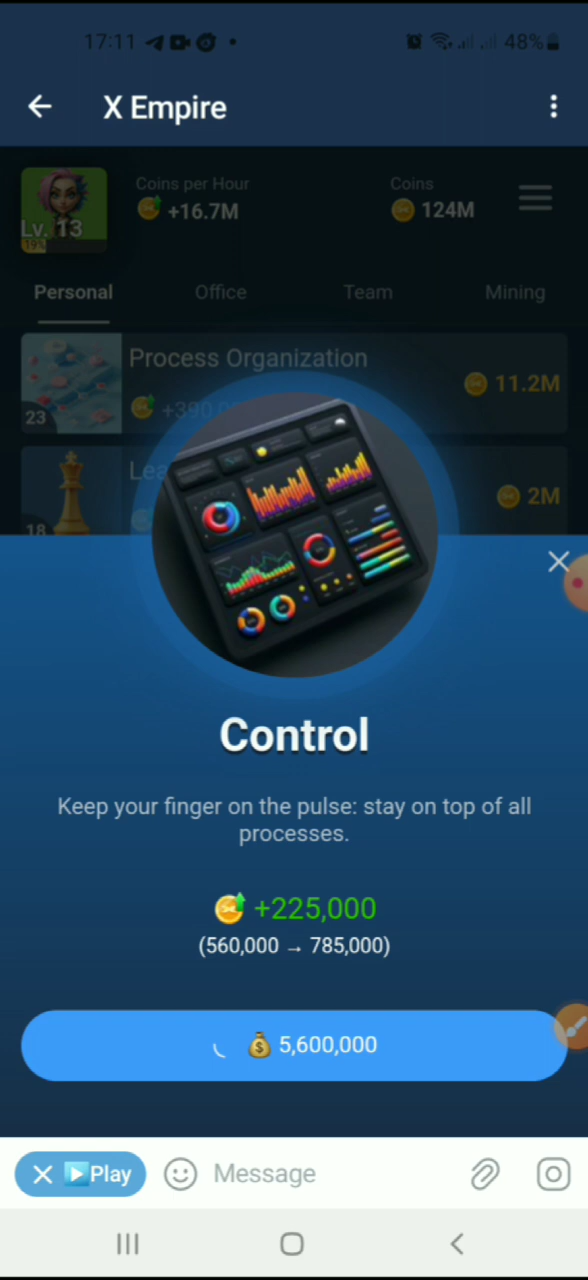 17:11
48%
X Empire
Coins per Hour
+16.7M
Coins
124M
Lv. 13
19%
Personal Office Team Mining
Process Organization
11.2M
23
Lea
2M
18
Control
Keep your finger on the pulse: stay on top of all
processes.
+225,000
(560,000 → 785,000)
5,600,000
Play
Message